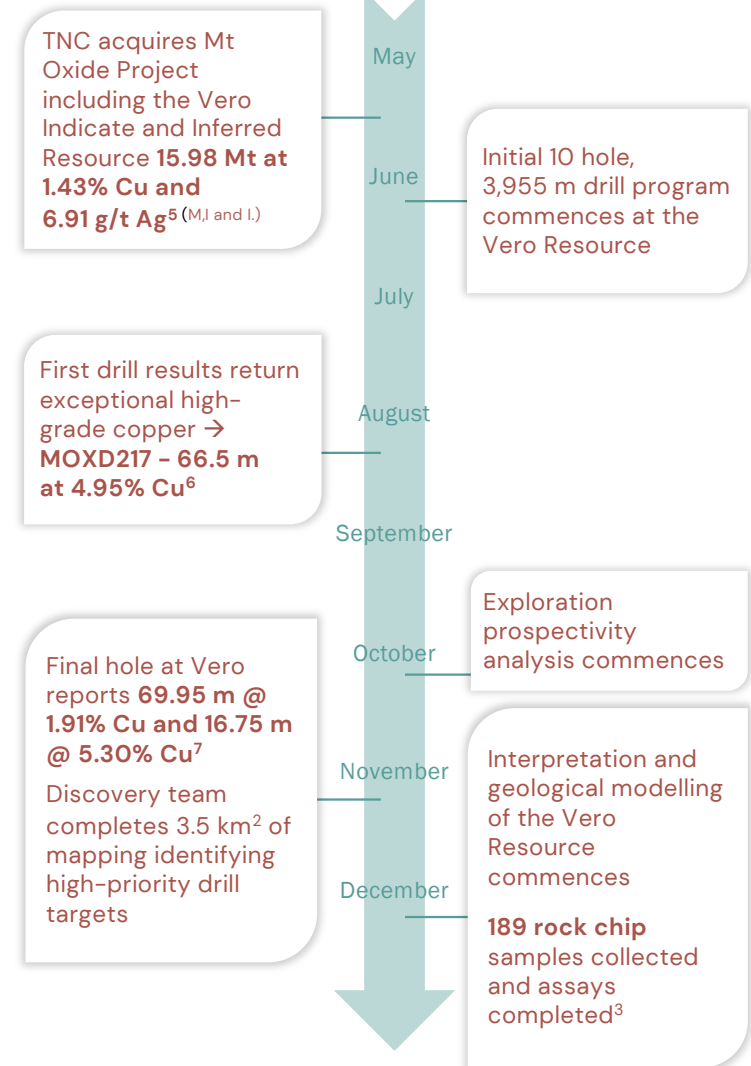 May
TNC acquires Mt
Oxide Project
including the Vero
Indicate and Inferred
Resource 15.98 Mt at
1.43% Cu and
6.91 g/t Ag⁵ (M,I and I.)
June
Initial 10 hole,
3,955 m drill program
commences at the
Vero Resource
July
August
First drill results return
exceptional high-
grade copper →
MOXD217 – 66.5 m
at 4.95% Cu⁶
September
October
Exploration
prospectivity
analysis commences
November
Final hole at Vero
reports 69.95 m @
1.91% Cu and 16.75 m
@ 5.30% Cu⁷
Discovery team
completes 3.5 km² of
mapping identifying
high-priority drill
targets
December
Interpretation and
geological modelling
of the Vero
Resource
commences
189 rock chip
samples collected
and assays
completed³